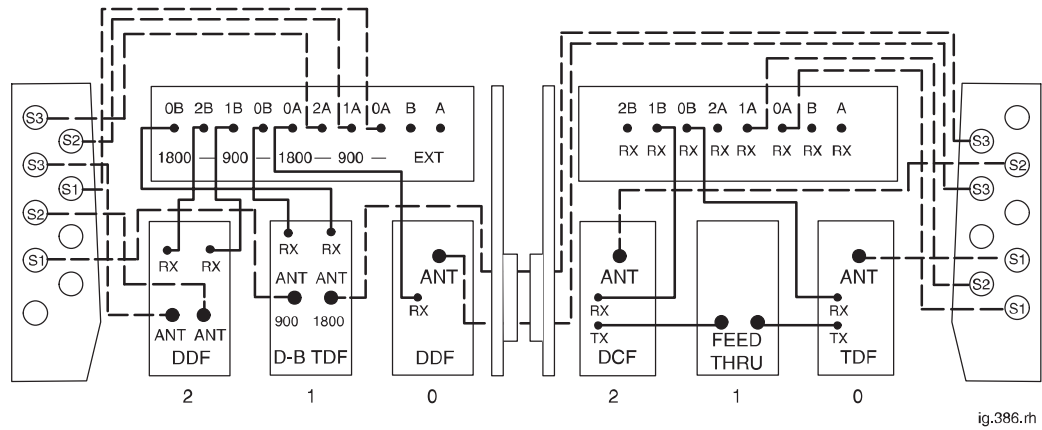 0B 2B 1B 0B 0A 2A 1A 0A B A
1800 — 900 — 1800 — 900 — EXT
2B 1B 0B 2A 1A 0A B A
RX RX RX RX RX RX RX RX
S3
S2
S3
S1
S2
S1
RX RX
ANT ANT
DDF
2
RX RX
ANT ANT
900 1800
D-B TDF
1
ANT
RX
DDF
0
ANT
RX
TX
DCF
2
FEED
THRU
1
ANT
RX
TX
TDF
0
S3
S2
S3
S1
S2
S1
ig.386.rh